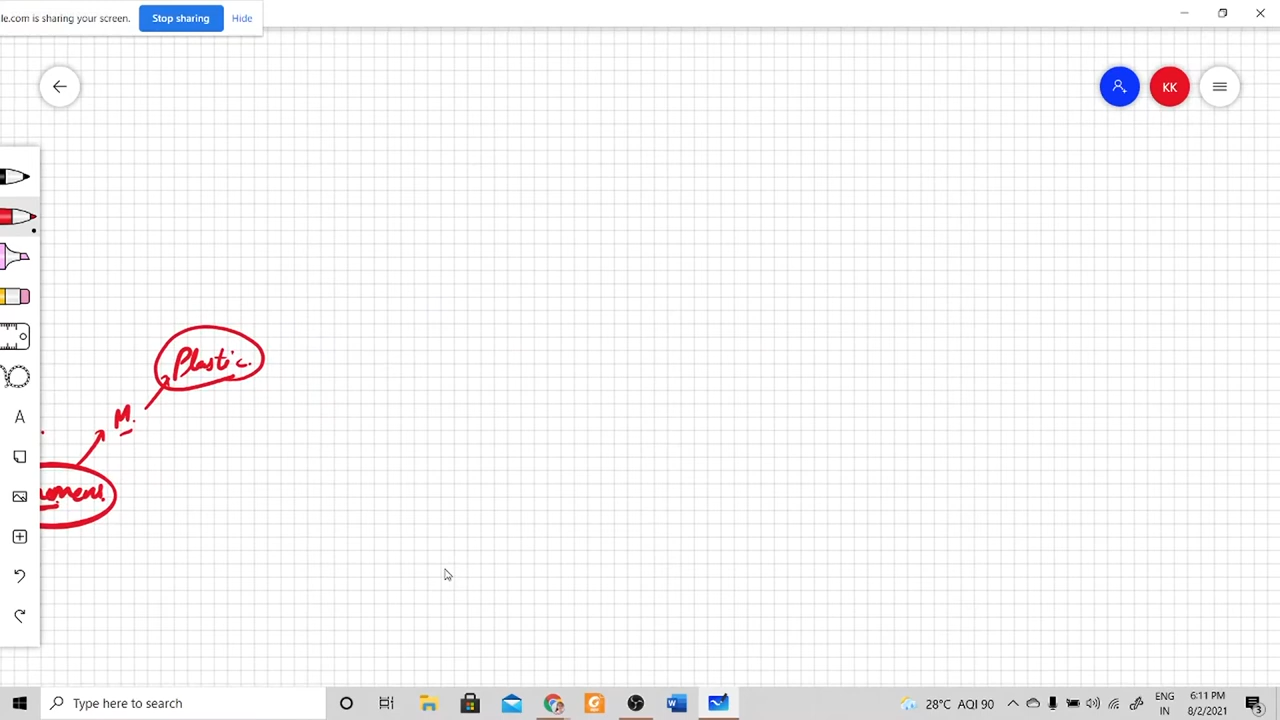 le.com is sharing your screen. Stop sharing Hide
KK
Plastic.
M.
A
Type here to search
28°C AQI 90
ENG
IN
6:11 PM
8/2/2021
3